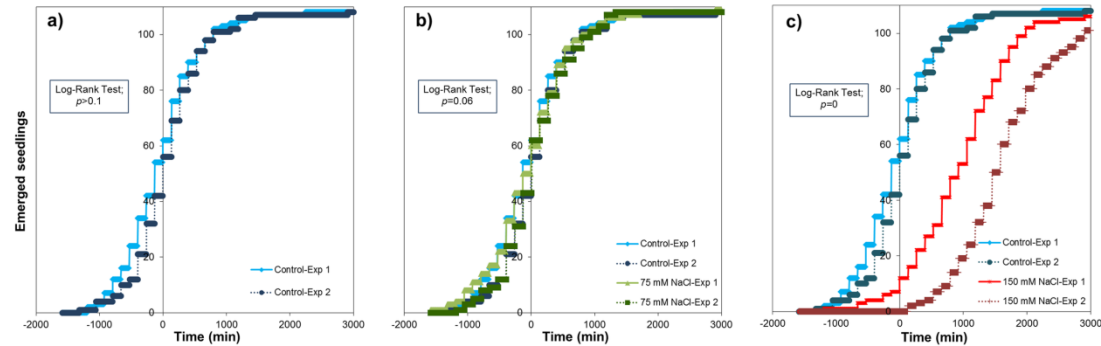 a)
Log-Rank Test;
p>0.1
Emerged seedlings
100
80
60
40
20
0
Control-Exp 1
Control-Exp 2
-2000 -1000 0 1000 2000 3000
Time (min)
b)
Log-Rank Test;
p=0.06
100
80
60
40
20
0
Control-Exp 1
Control-Exp 2
75 mM NaCl-Exp 1
75 mM NaCl-Exp 2
-2000 -1000 0 1000 2000 3000
Time (min)
c)
Log-Rank Test;
p=0
100
80
60
40
20
0
Control-Exp 1
Control-Exp 2
150 mM NaCl-Exp 1
150 mM NaCl-Exp 2
-2000 -1000 0 1000 2000 3000
Time (min)